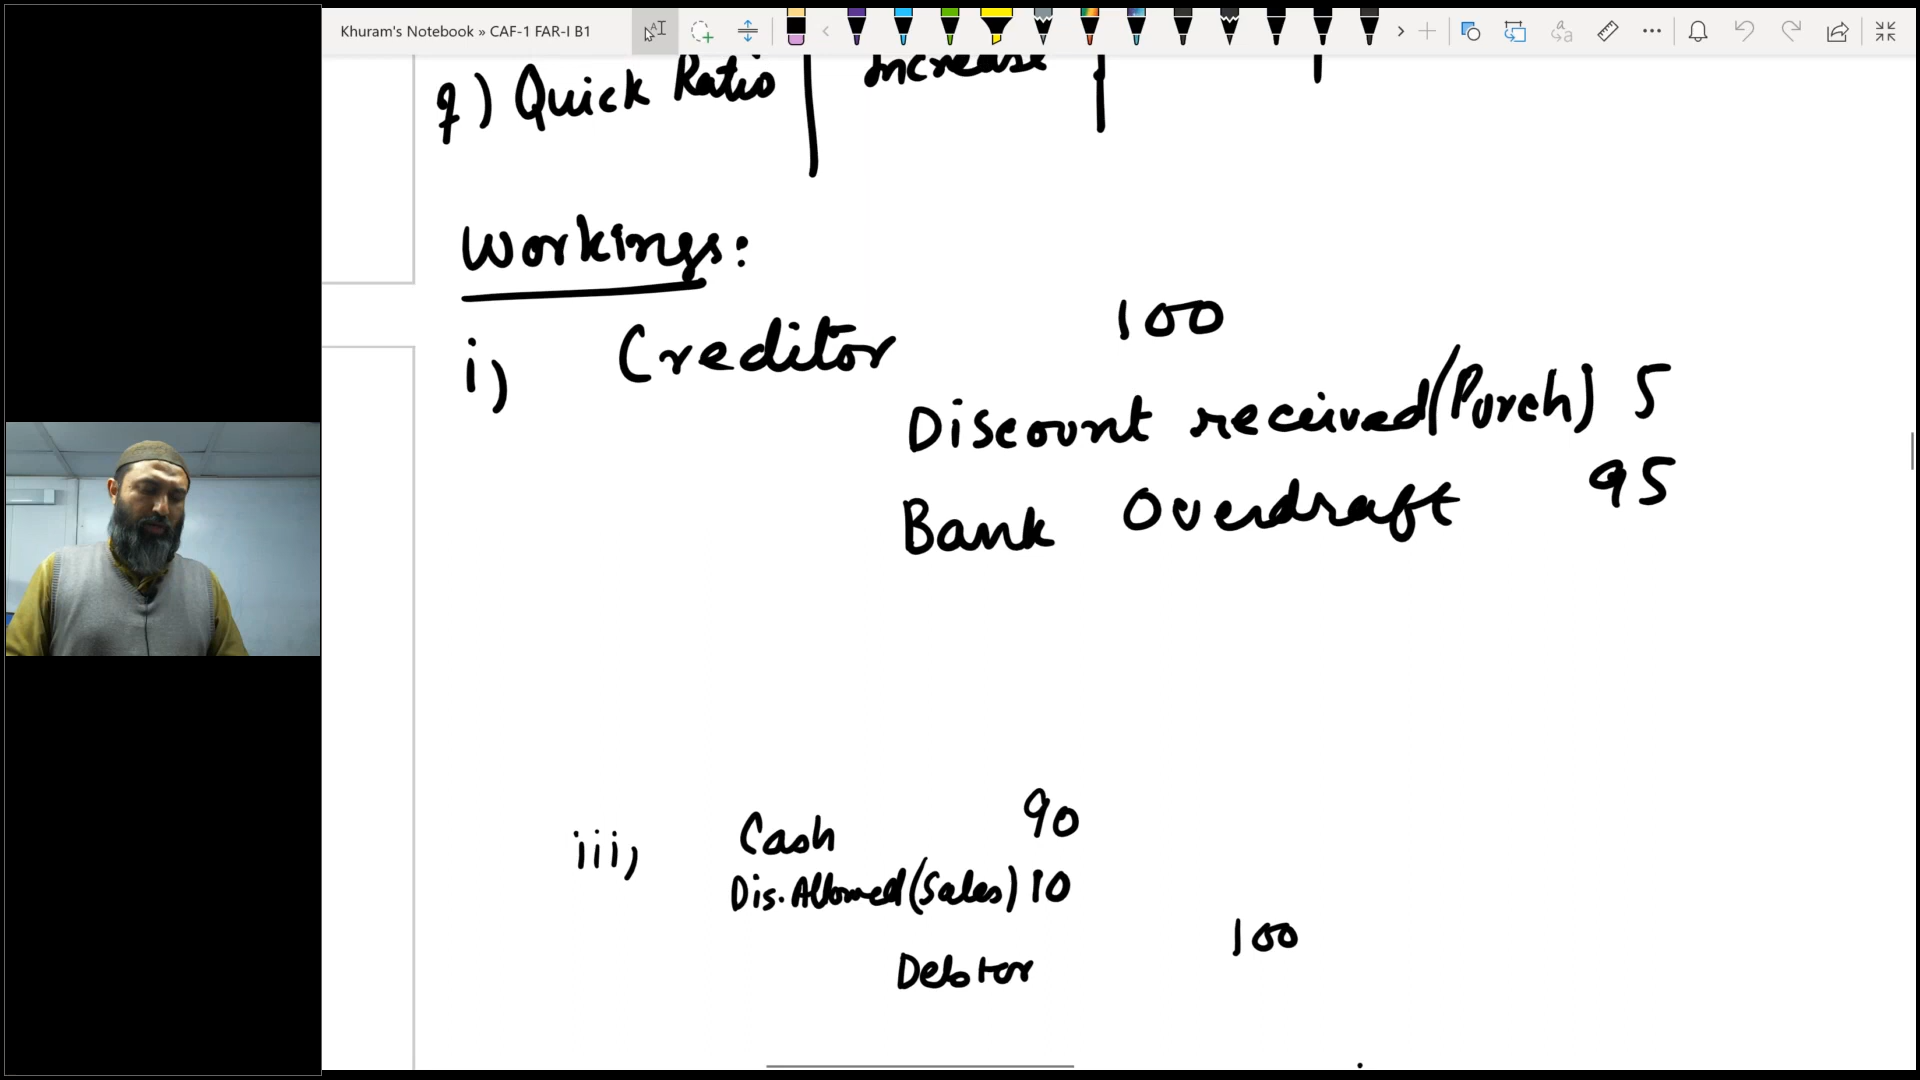 Khuram's Notebook » CAF-1 FAR-I B1
g) Quick Ratio Increase
Workings:
i) Creditor 100
Discount received (Purch) 5
Bank Overdraft 95
iii) Cash 90
Dis. Allowed (Sales) 10
Debtor 100